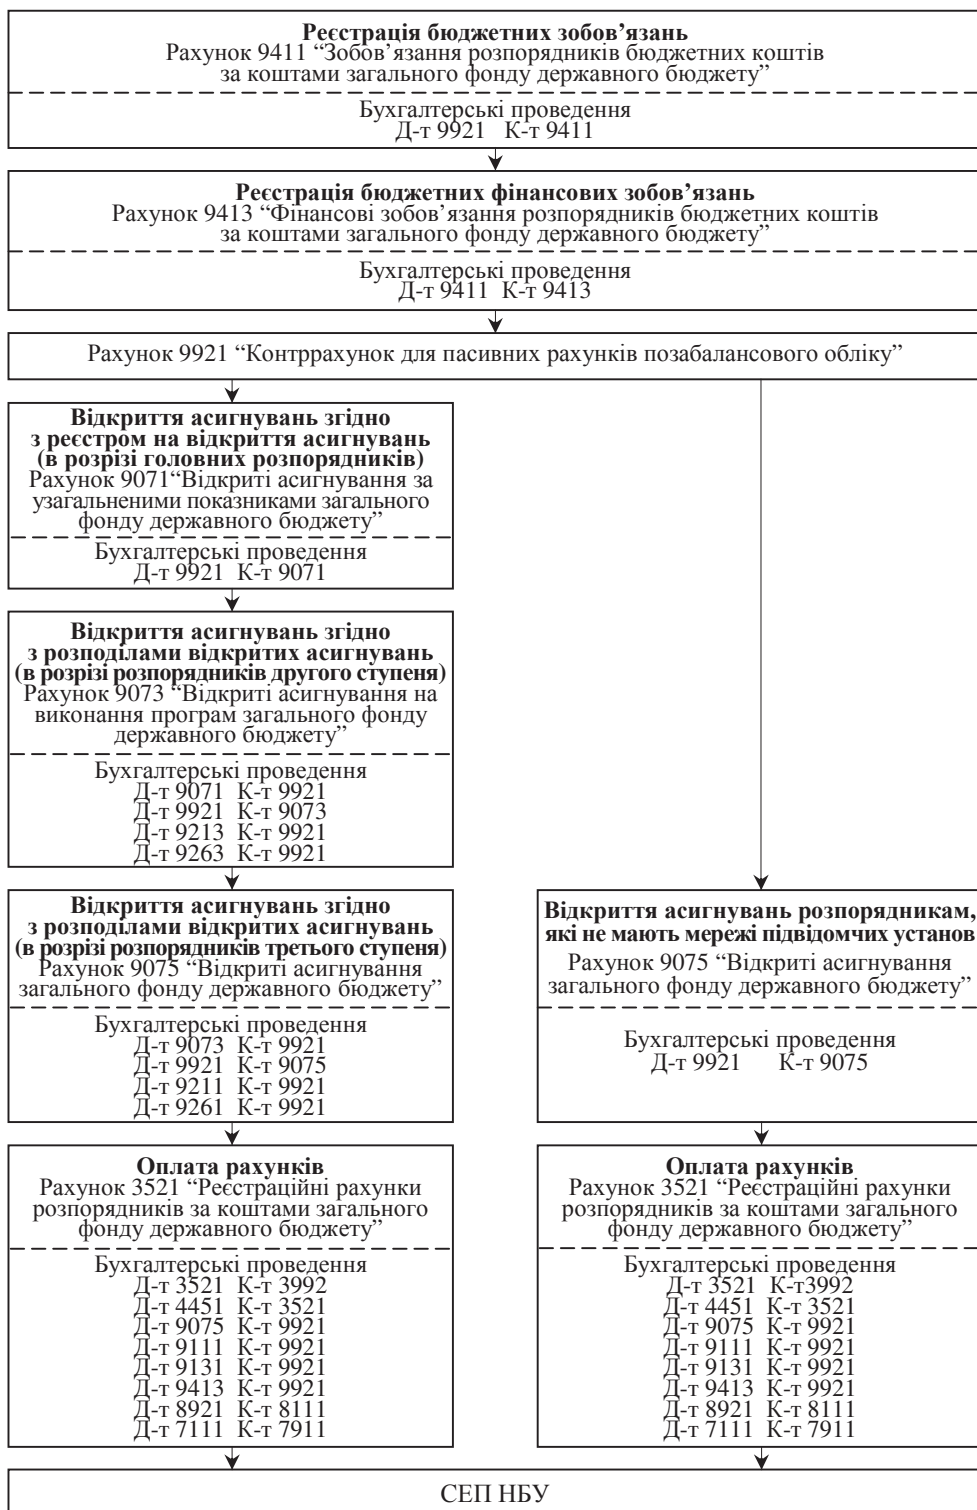 Реєстрація бюджетних зобов’язань
Рахунок 9411 “Зобов’язання розпорядників бюджетних коштів
за коштами загального фонду державного бюджету”
Бухгалтерські проведення
Д-т 9921 К-т 9411
Реєстрація бюджетних фінансових зобов’язань
Рахунок 9413 “Фінансові зобов’язання розпорядників бюджетних коштів
за коштами загального фонду державного бюджету”
Бухгалтерські проведення
Д-т 9411 К-т 9413
Рахунок 9921 “Контррахунок для пасивних рахунків позабалансового обліку”
Відкриття асигнувань згідно
з реєстром на відкриття асигнувань
(в розрізі головних розпорядників)
Рахунок 9071“Відкриті асигнування за
узагальненими показниками загального
фонду державного бюджету”
Бухгалтерські проведення
Д-т 9921 К-т 9071
Відкриття асигнувань згідно
з розподілами відкритих асигнувань
(в розрізі розпорядників другого ступеня)
Рахунок 9073 “Відкриті асигнування на
виконання програм загального фонду
державного бюджету”
Бухгалтерські проведення
Д-т 9071 К-т 9921
Д-т 9921 К-т 9073
Д-т 9213 К-т 9921
Д-т 9263 К-т 9921
Відкриття асигнувань згідно
з розподілами відкритих асигнувань
(в розрізі розпорядників третього ступеня)
Рахунок 9075 “Відкриті асигнування
загального фонду державного бюджету”
Бухгалтерські проведення
Д-т 9073 К-т 9921
Д-т 9921 К-т 9075
Д-т 9211 К-т 9921
Д-т 9261 К-т 9921
Відкриття асигнувань розпорядникам,
які не мають мережі підвідомчих установ
Рахунок 9075 “Відкриті асигнування
загального фонду державного бюджету”
Бухгалтерські проведення
Д-т 9921 К-т 9075
Оплата рахунків
Рахунок 3521 “Реєстраційні рахунки
розпорядників за коштами загального
фонду державного бюджету”
Бухгалтерські проведення
Д-т 3521 К-т 3992
Д-т 4451 К-т 3521
Д-т 9075 К-т 9921
Д-т 9111 К-т 9921
Д-т 9131 К-т 9921
Д-т 9413 К-т 9921
Д-т 8921 К-т 8111
Д-т 7111 К-т 7911
Оплата рахунків
Рахунок 3521 “Реєстраційні рахунки
розпорядників за коштами загального
фонду державного бюджету”
Бухгалтерські проведення
Д-т 3521 К-т3992
Д-т 4451 К-т 3521
Д-т 9075 К-т 9921
Д-т 9111 К-т 9921
Д-т 9131 К-т 9921
Д-т 9413 К-т 9921
Д-т 8921 К-т 8111
Д-т 7111 К-т 7911
СЕП НБУ